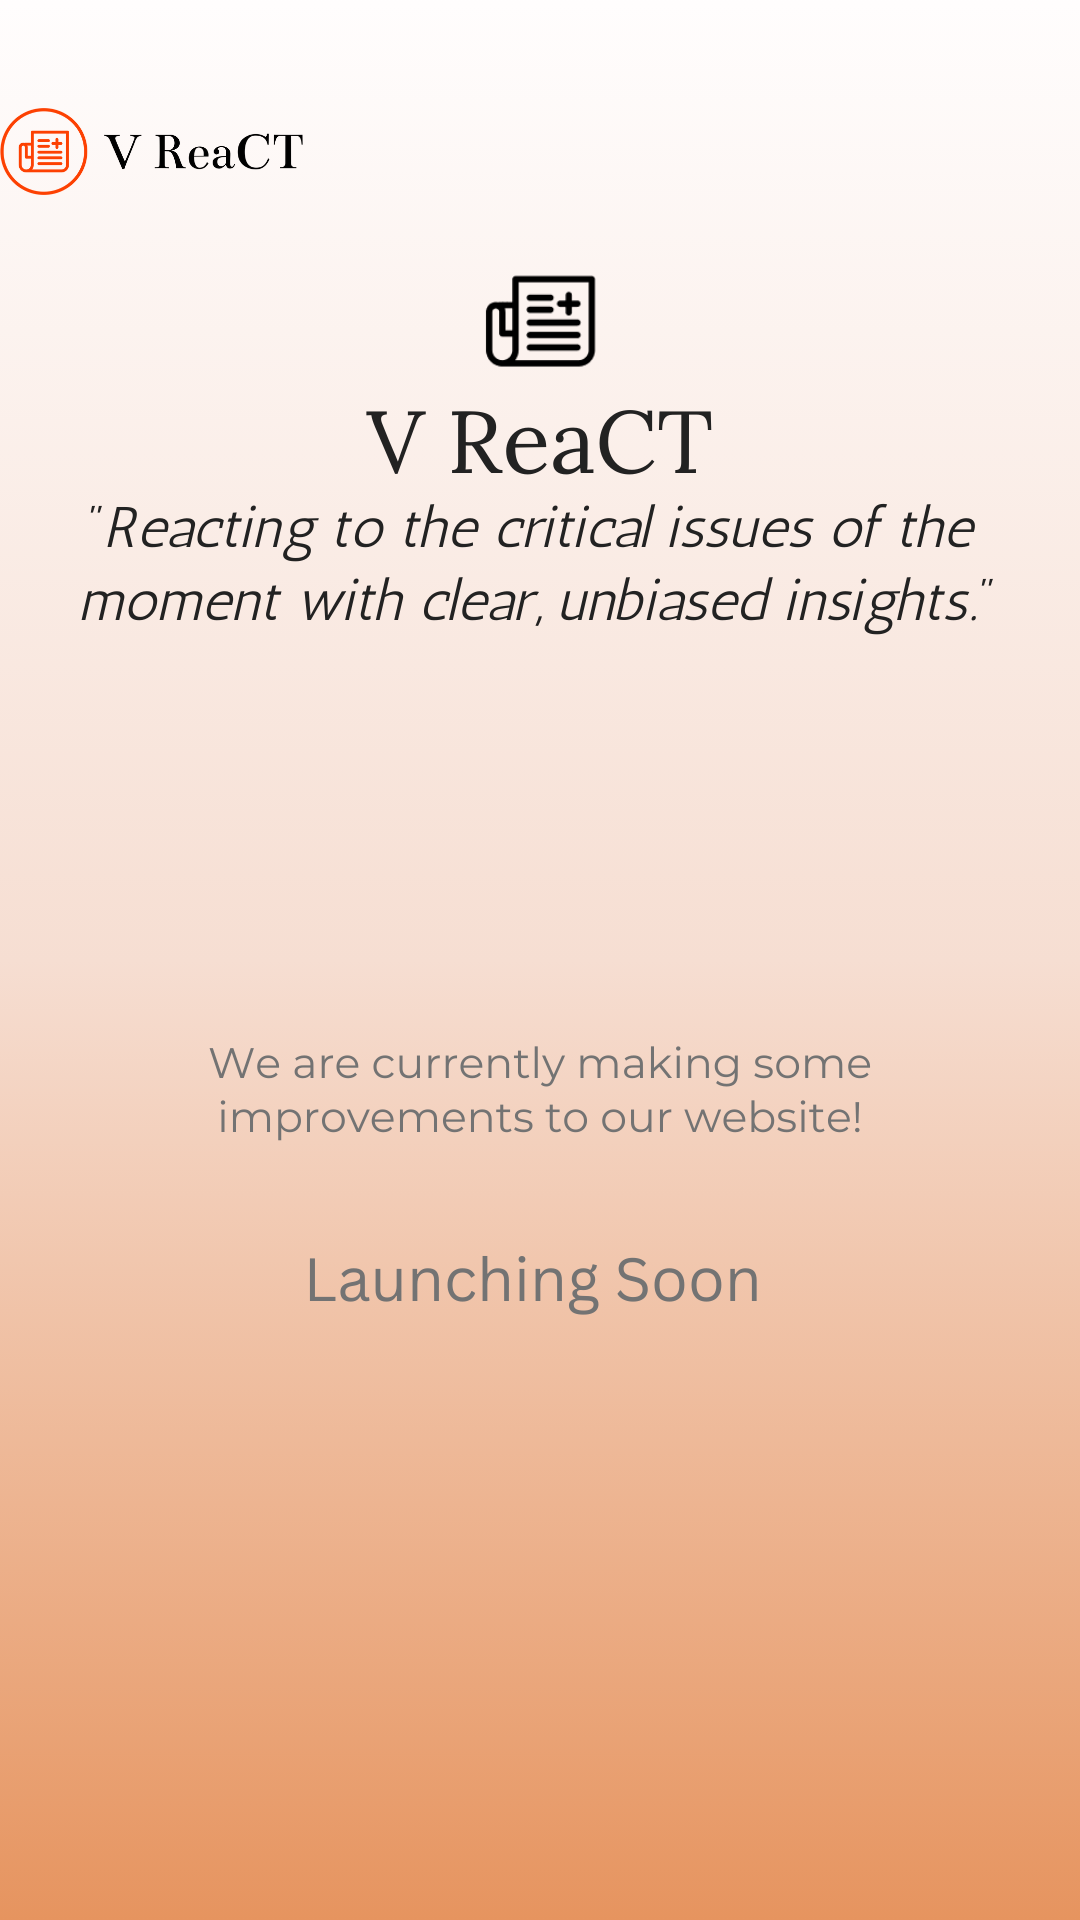 V ReaCT
V ReaCT
"Reacting to the critical issues of the
moment with clear, unbiased insights."
We are currently making some
improvements to our website!
Launching Soon